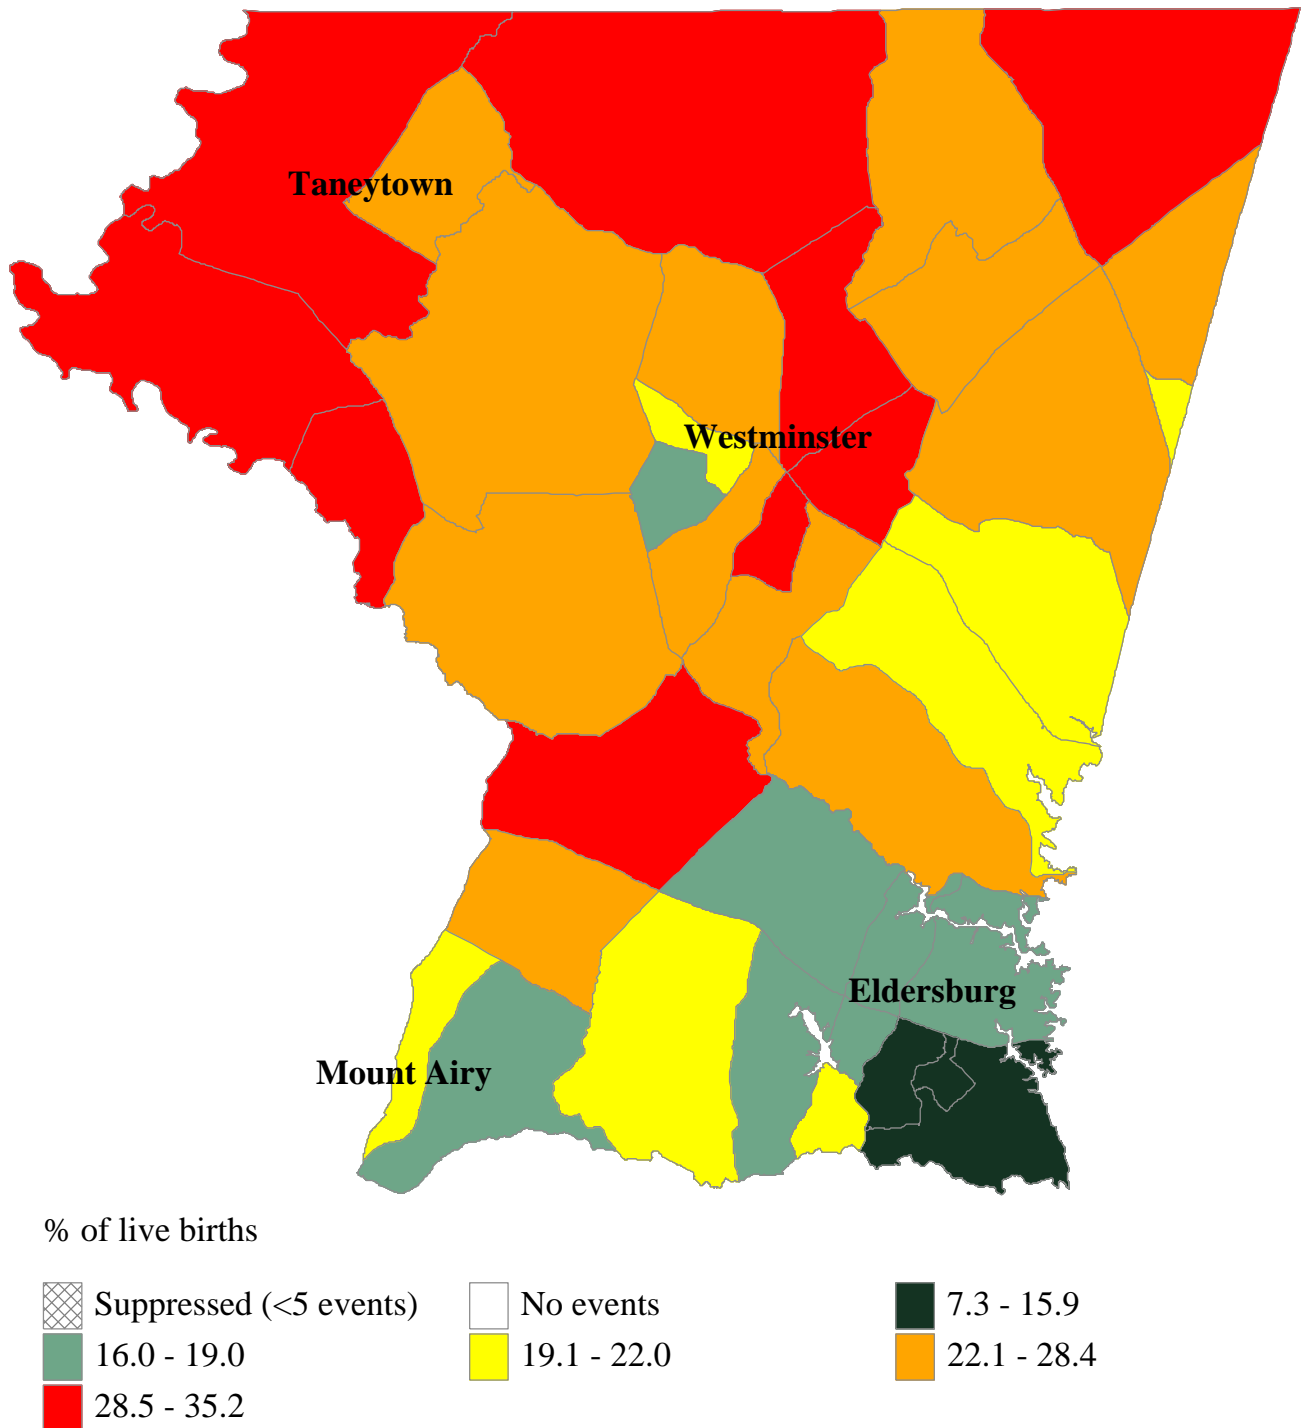 Taneytown
Westminster
Eldersburg
Mount Airy
% of live births
Suppressed (<5 events) No events 7.3 - 15.9
16.0 - 19.0 19.1 - 22.0 22.1 - 28.4
28.5 - 35.2